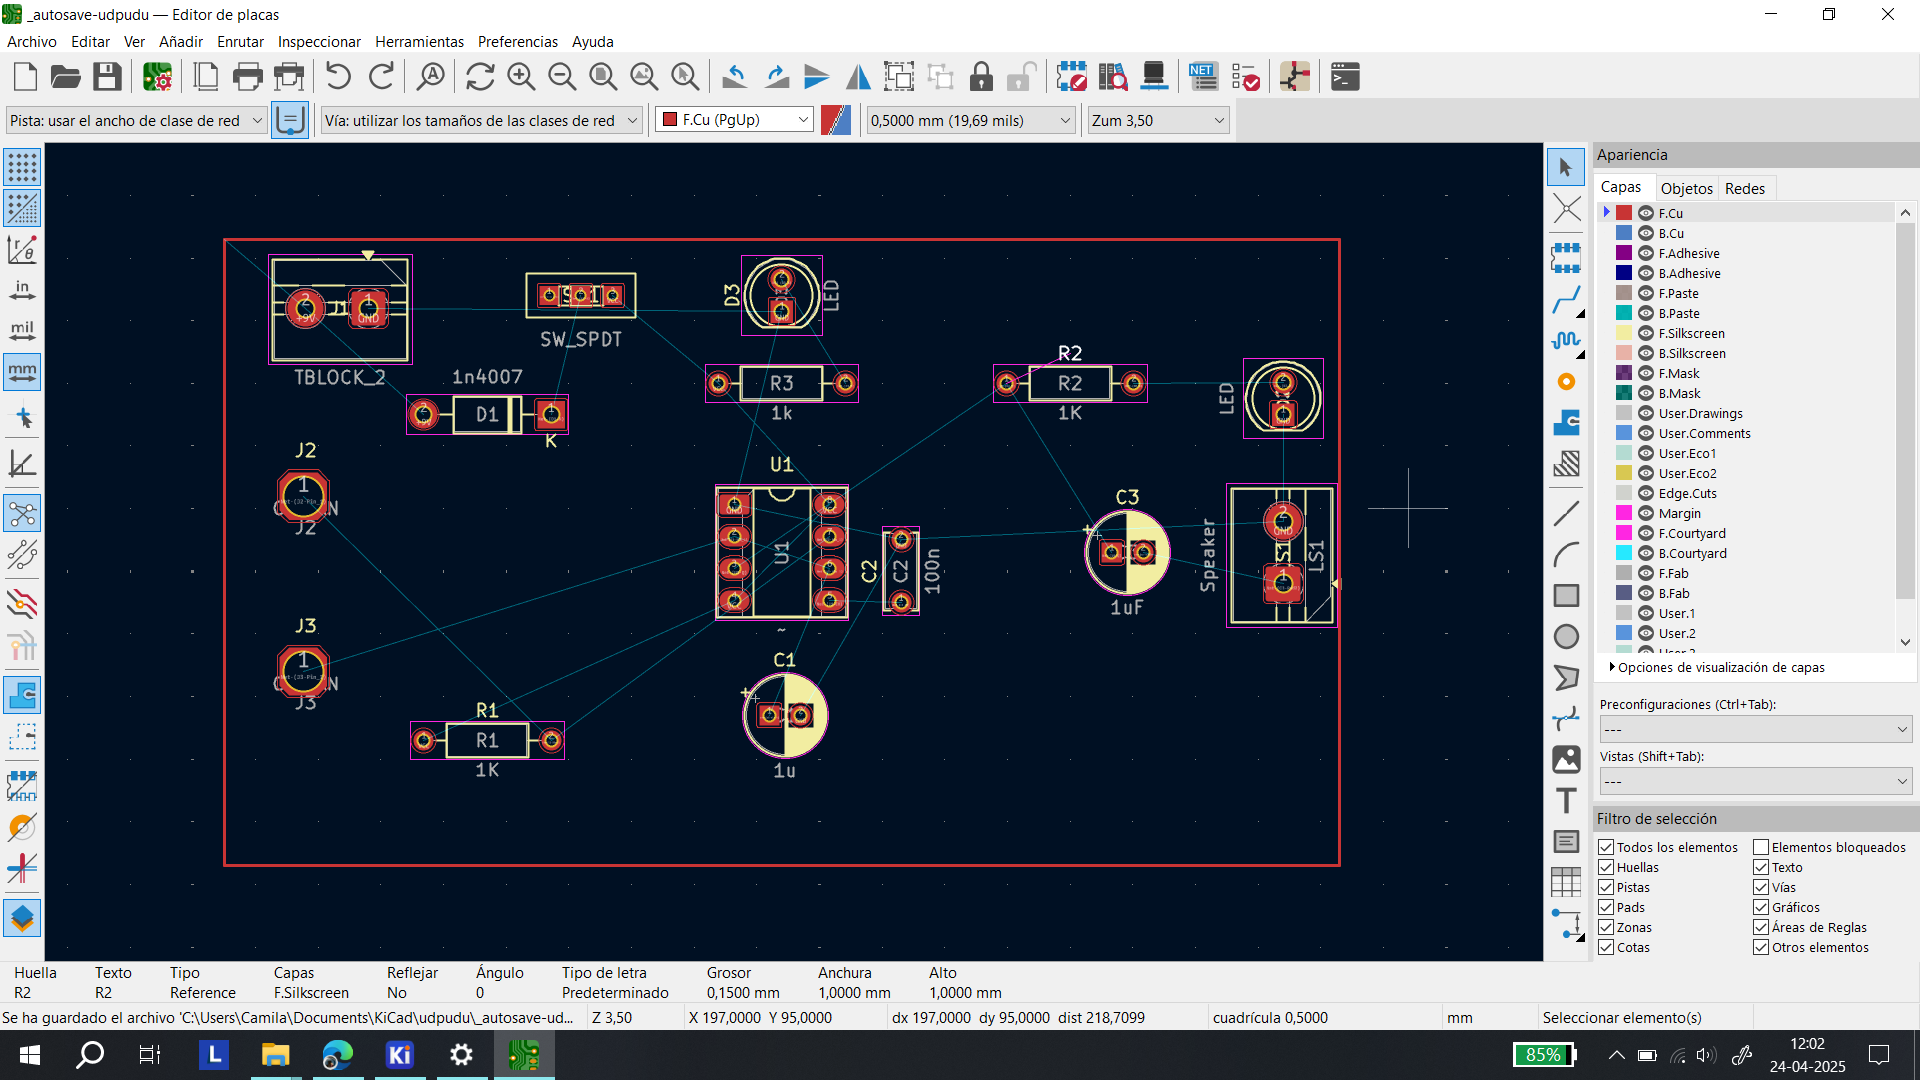 _autosave-udpudu — Editor de placas
Archivo Editar Ver Añadir Enrutar Inspeccionar Herramientas Preferencias Ayuda
Pista: usar el ancho de clase de red
Vía: utilizar los tamaños de las clases de red
F.Cu (PgUp)
0,5000 mm (19,69 mils)
Zum 3,50
in
mil
mm
NET
J1
1
GND
2
+9V
TBLOCK_2
SW_SPDT
D3
LED
1n4007
D1
K
R3
1k
R2
R2
1K
LED
J2
1
J2
J3
1
J3
U1
U1
~
C2
C2
100n
C3
1uF
Speaker
LS1
2
GND
1
C1
1u
R1
R1
1K
Apariencia
Capas Objetos Redes
F.Cu
B.Cu
F.Adhesive
B.Adhesive
F.Paste
B.Paste
F.Silkscreen
B.Silkscreen
F.Mask
B.Mask
User.Drawings
User.Comments
User.Eco1
User.Eco2
Edge.Cuts
Margin
F.Courtyard
B.Courtyard
F.Fab
B.Fab
User.1
User.2
Opciones de visualización de capas
Preconfiguraciones (Ctrl+Tab):
---
Vistas (Shift+Tab):
---
Filtro de selección
Todos los elementos Elementos bloqueados
Huellas Texto
Pistas Vías
Pads Gráficos
Zonas Áreas de Reglas
Cotas Otros elementos
Huella Texto Tipo Capas Reflejar Ángulo Tipo de letra Grosor Anchura Alto
R2 R2 Reference F.Silkscreen No 0 Predeterminado 0,1500 mm 1,0000 mm 1,0000 mm
Se ha guardado el archivo 'C:\Users\Camila\Documents\KiCad\udpudu\_autosave-ud... Z 3,50 X 197,0000 Y 95,0000 dx 197,0000 dy 95,0000 dist 218,7099 cuadrícula 0,5000 mm Seleccionar elemento(s)
L
Ki
85%
12:02
24-04-2025